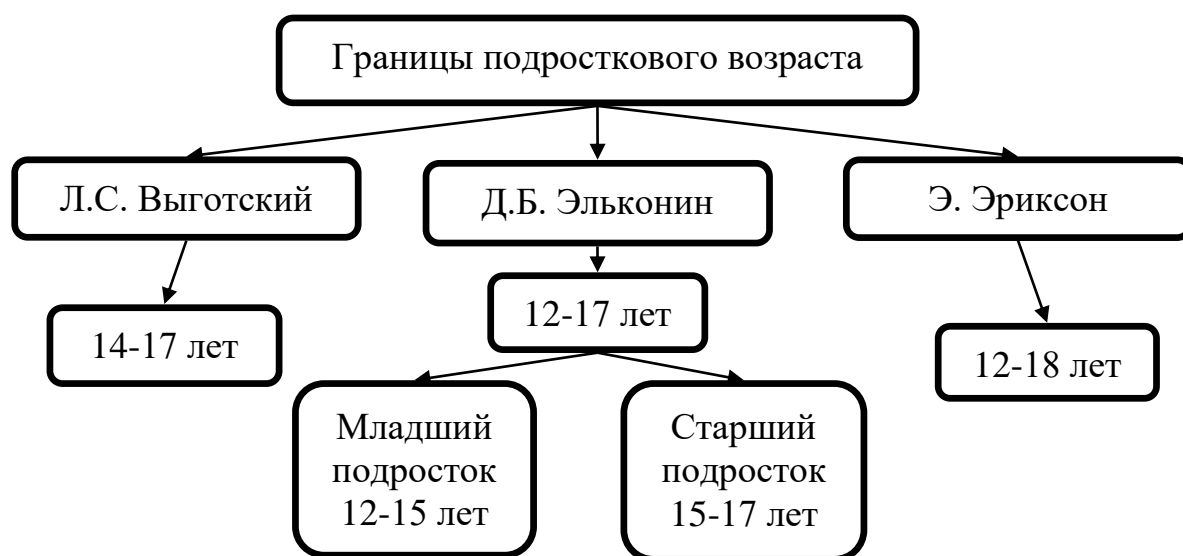 Границы подросткового возраста
Л.С. Выготский
Д.Б. Эльконин
Э. Эриксон
14-17 лет
12-17 лет
12-18 лет
Младший
подросток
12-15 лет
Старший
подросток
15-17 лет